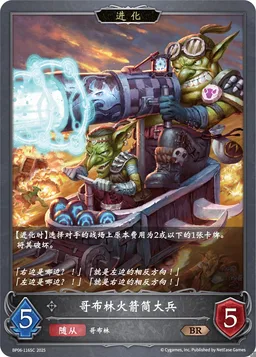 进化
【进化时】选择对手的战场上原本费用为2或以下的1张卡牌。
将其破坏。
「右边是哪边？！」「就是左边的相反方向！」
「左边是哪边？！」「就是右边的相反方向！」
哥布林火箭筒大兵
5
随从
哥布林
BR
5
BP06-L16SC 2025
© Cygames, Inc. Published by NetEase Games